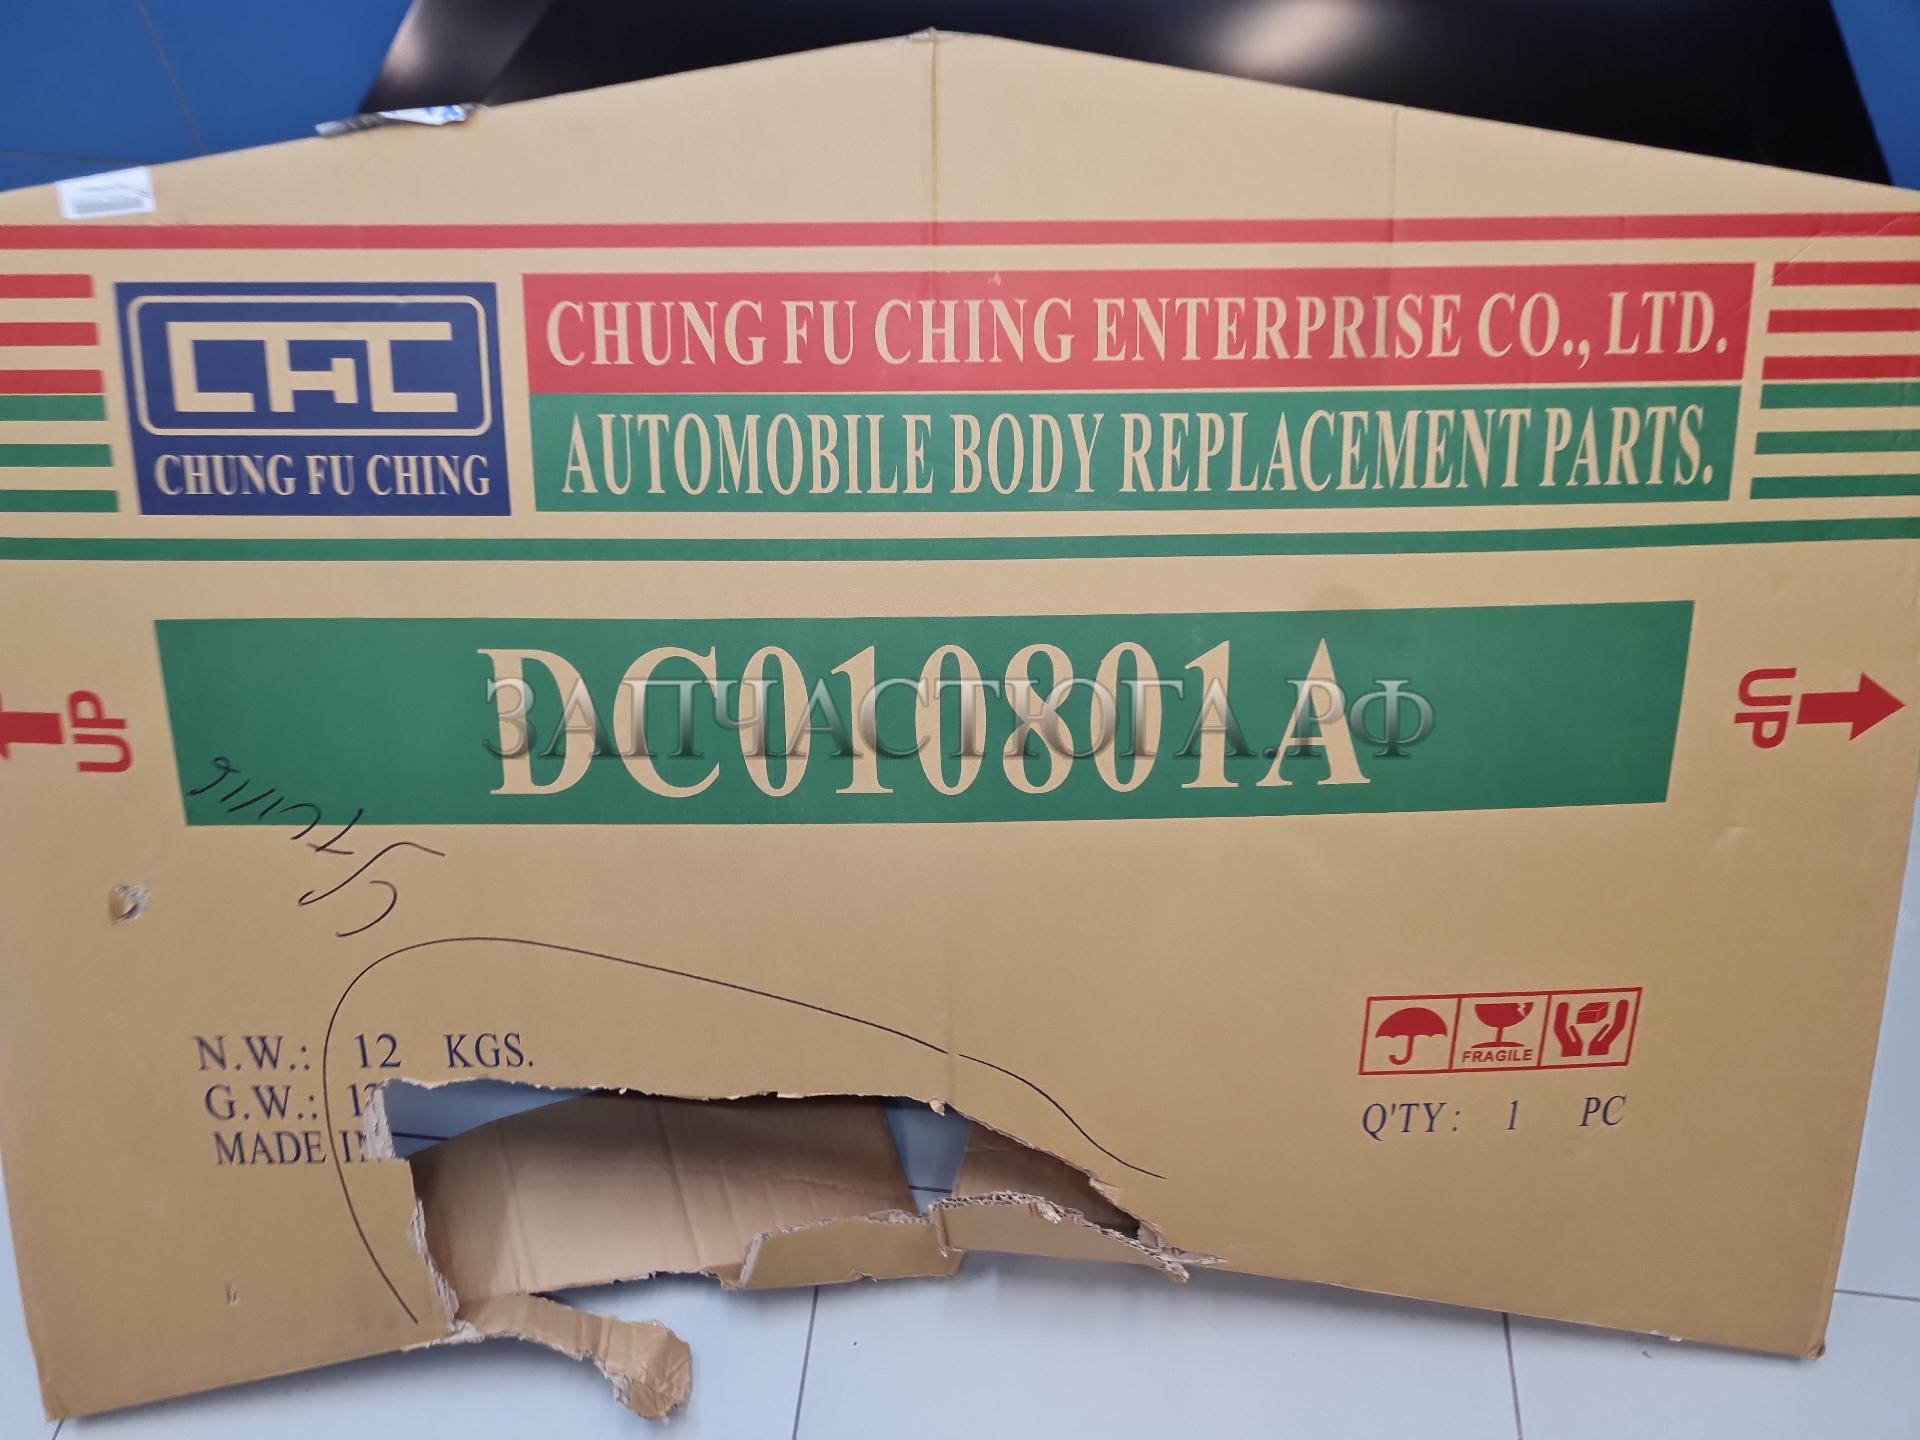 CFC
CHUNG FU CHING
CHUNG FU CHING ENTERPRISE CO., LTD.
AUTOMOBILE BODY REPLACEMENT PARTS.
DC010801A
ЗАПЧАСТЮГА.РФ
UP
UP
N.W.: 12 KGS.
G.W.:
MADE IN
FRAGILE
Q'TY: 1 PC